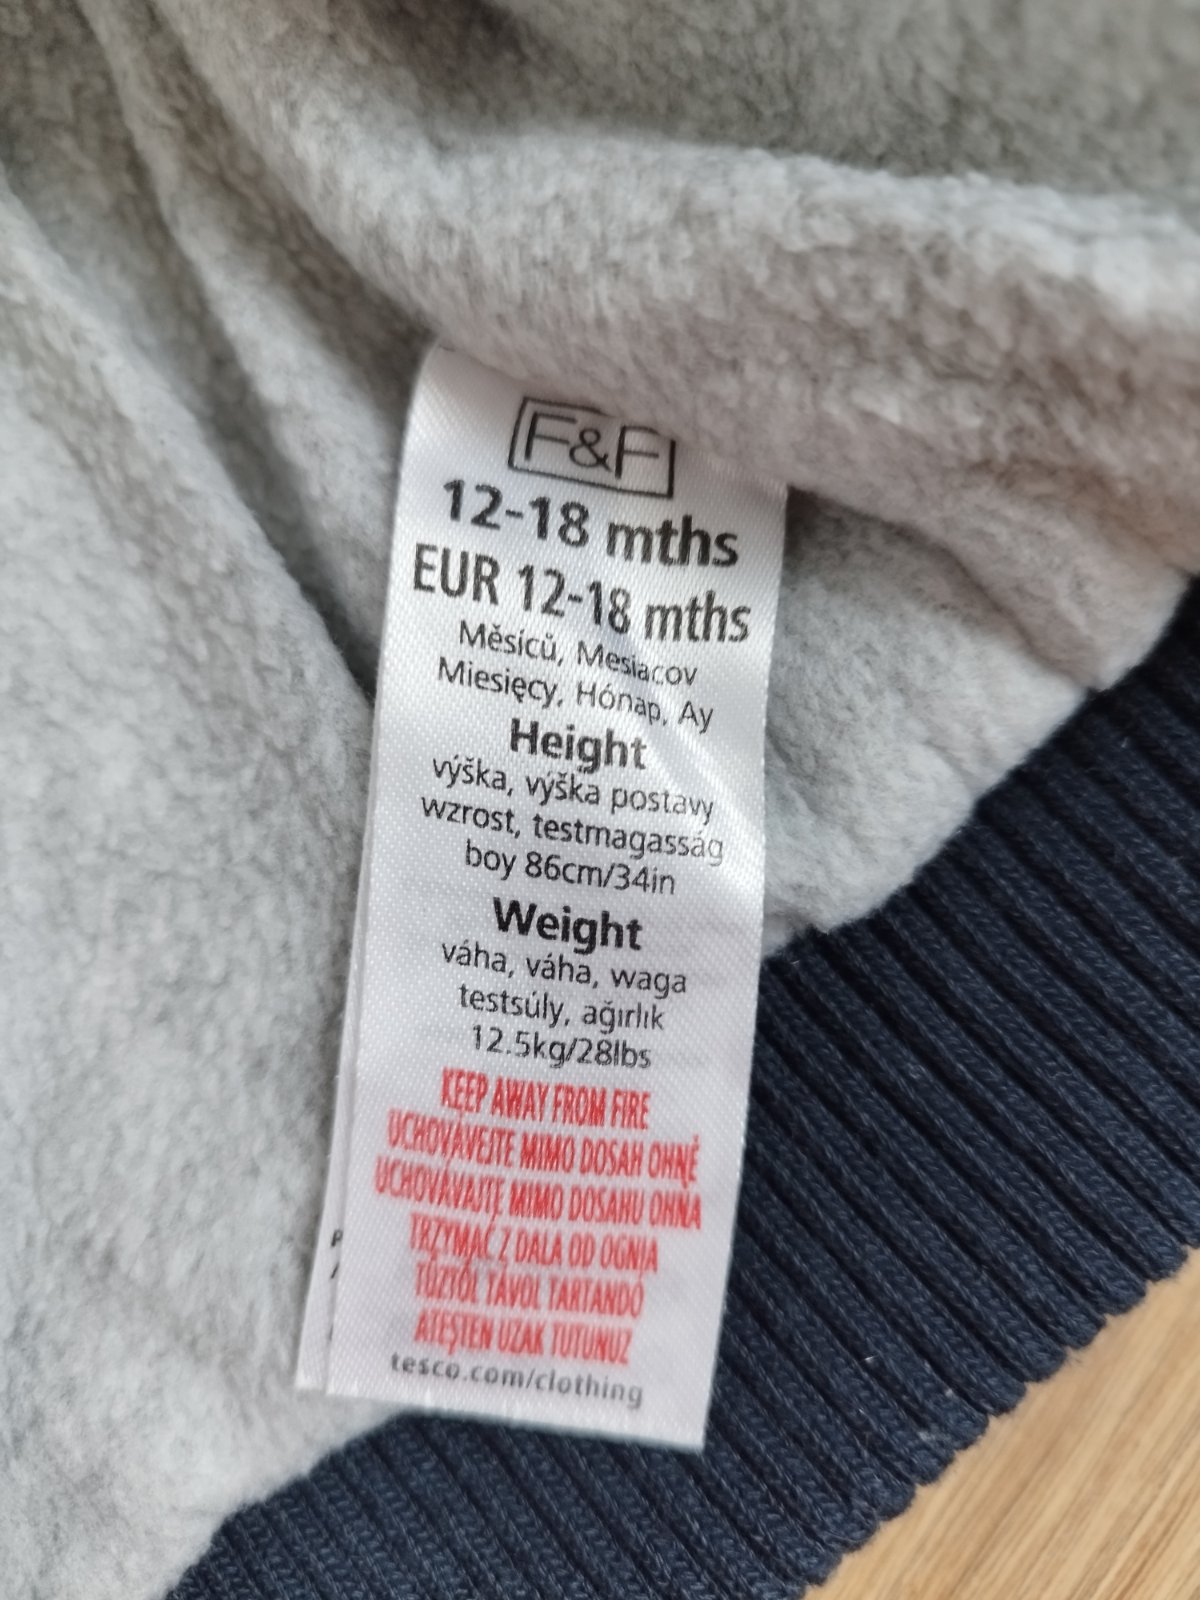 F&F
12-18 mths
EUR 12-18 mths
Měsíců, Mesiacov
Miesięcy, Hónap, Ay
Height
výška, výška postavy
wzrost, testmagasság
boy 86cm/34in
Weight
váha, váha, waga
testsúly, ağırlık
12.5kg/28lbs
KEEP AWAY FROM FIRE
UCHOVÁVEJTE MIMO DOSAH OHNĚ
UCHOVÁVAJTE MIMO DOSAHU OHŇA
TRZYMAĆ Z DALA OD OGNIA
TŰZTŐL TÁVOL TARTANDÓ
ATEŞTEN UZAK TUTUNUZ
tesco.com/clothing